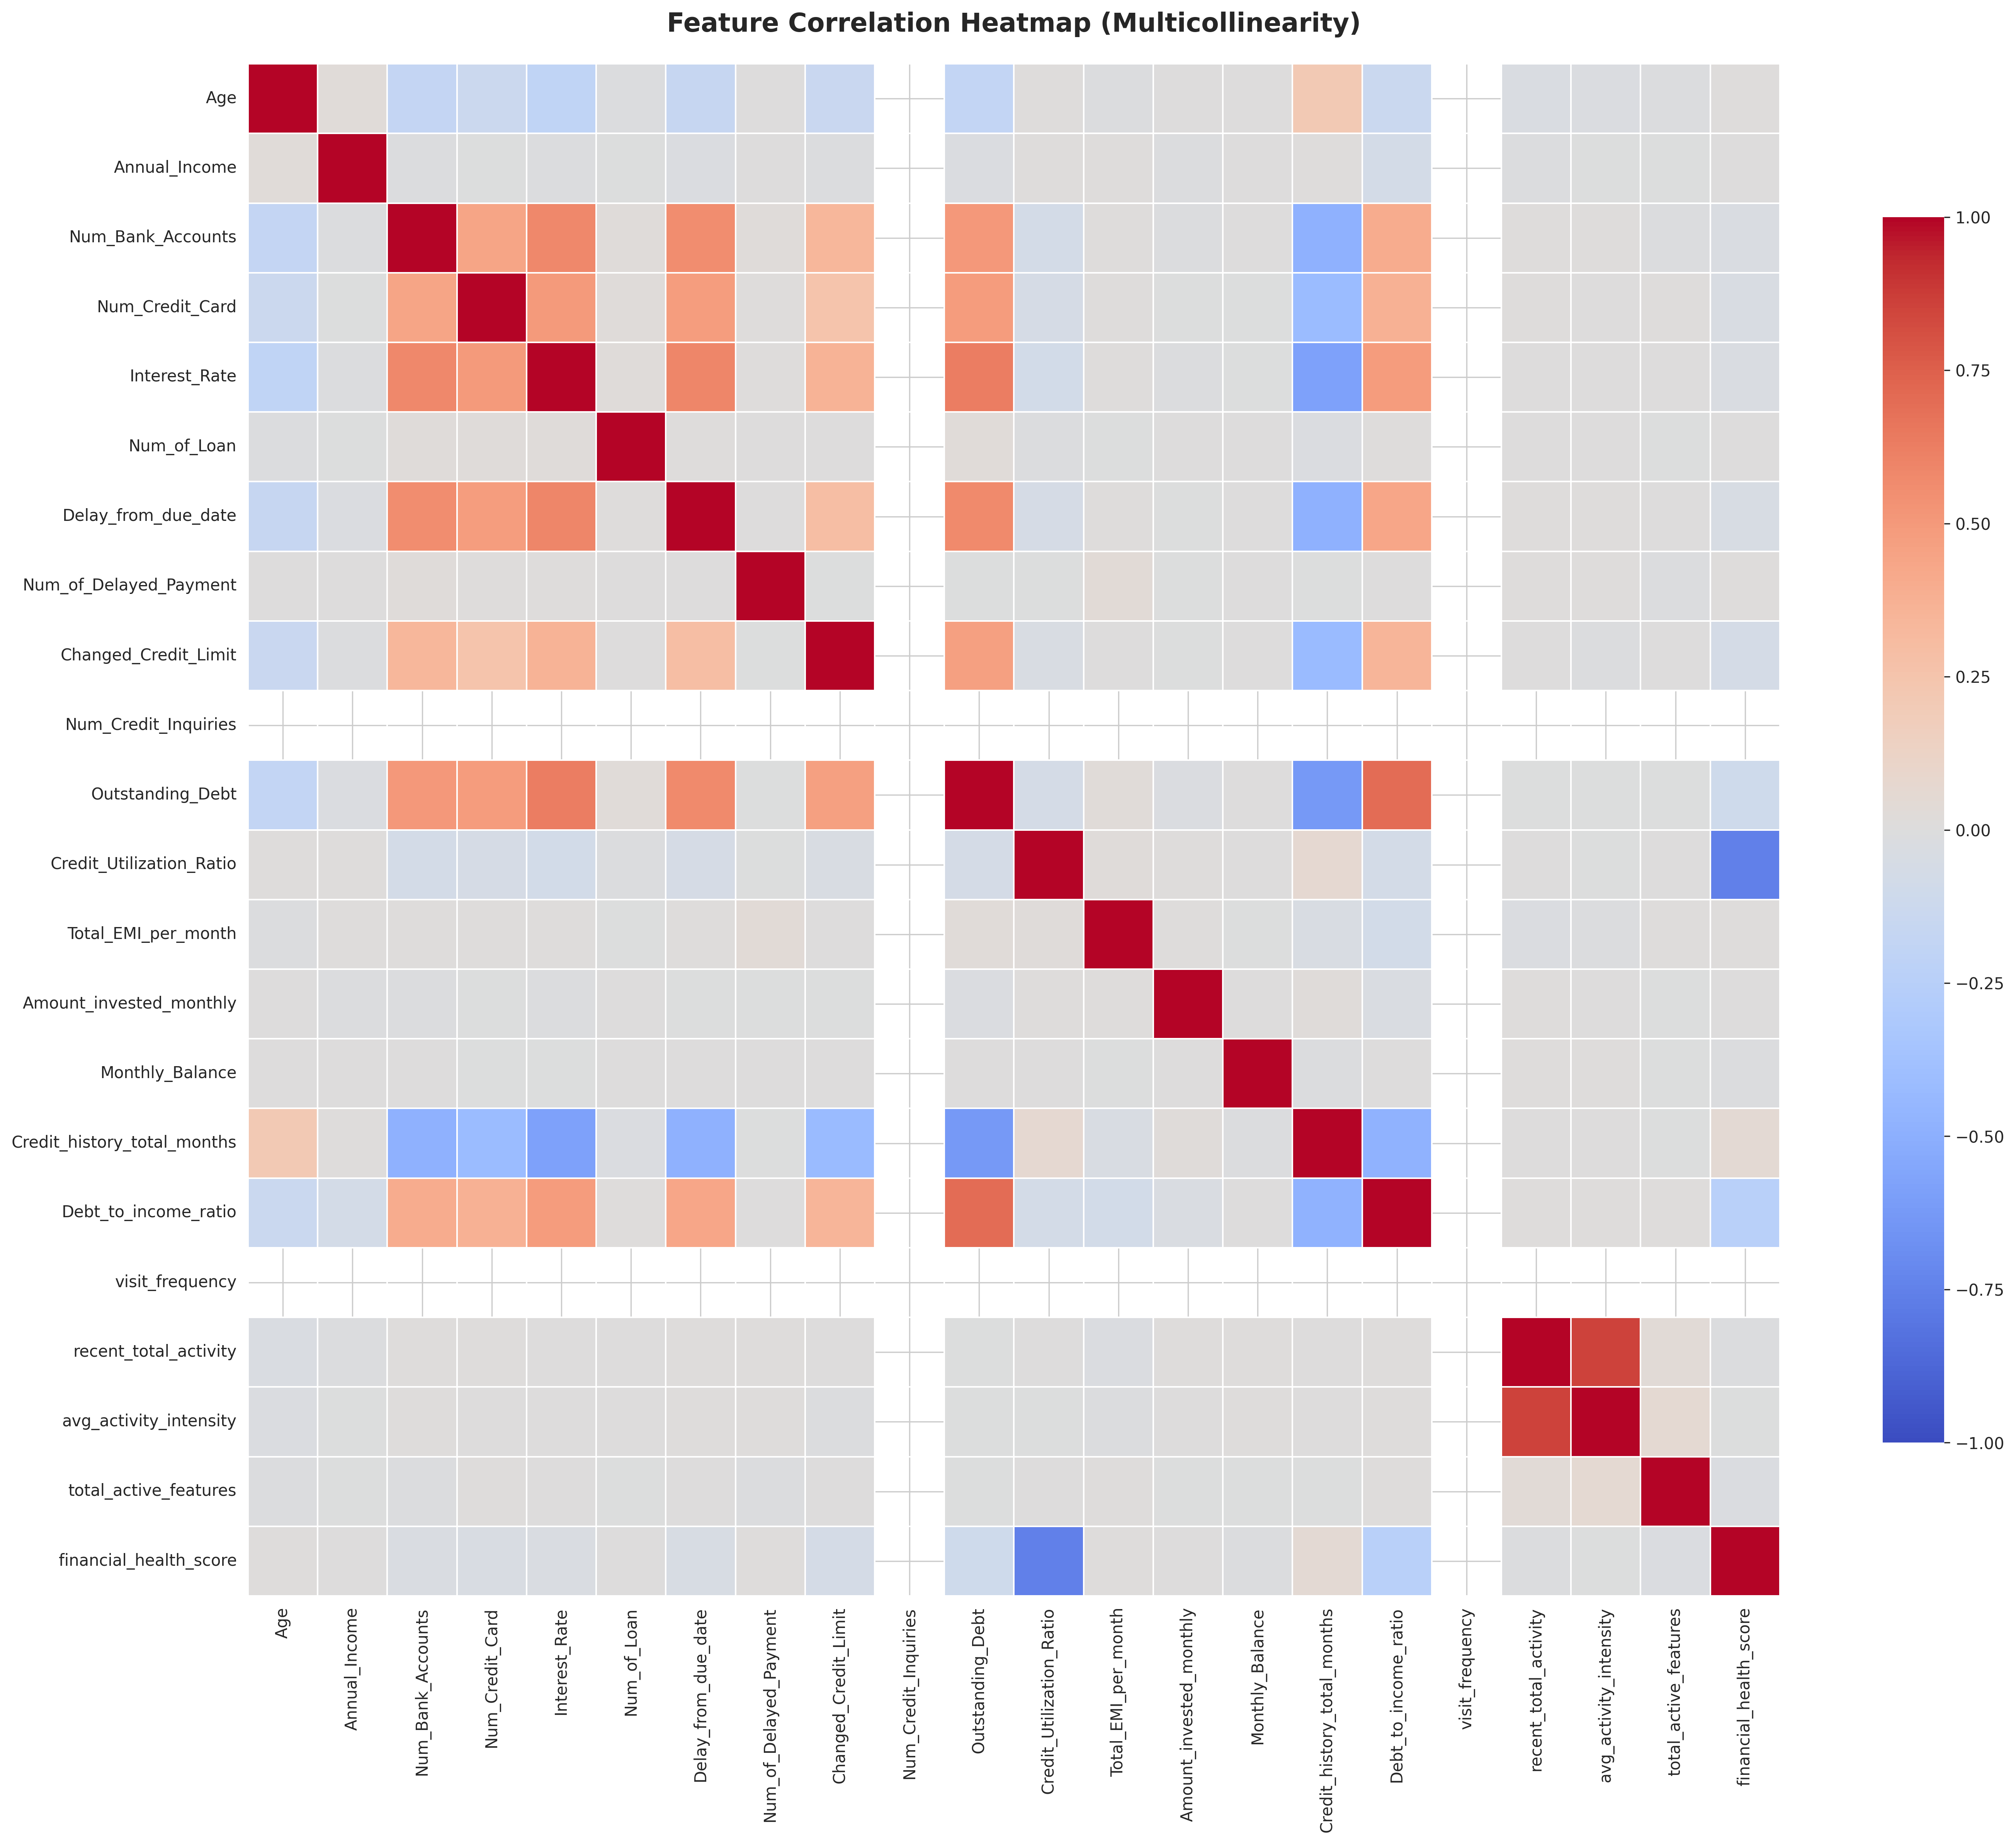 Feature Correlation Heatmap (Multicollinearity)
Age
Annual_Income
Num_Bank_Accounts
Num_Credit_Card
Interest_Rate
Num_of_Loan
Delay_from_due_date
Num_of_Delayed_Payment
Changed_Credit_Limit
Num_Credit_Inquiries
Outstanding_Debt
Credit_Utilization_Ratio
Total_EMI_per_month
Amount_invested_monthly
Monthly_Balance
Credit_history_total_months
Debt_to_income_ratio
visit_frequency
recent_total_activity
avg_activity_intensity
total_active_features
financial_health_score
Age
Annual_Income
Num_Bank_Accounts
Num_Credit_Card
Interest_Rate
Num_of_Loan
Delay_from_due_date
Num_of_Delayed_Payment
Changed_Credit_Limit
Num_Credit_Inquiries
Outstanding_Debt
Credit_Utilization_Ratio
Total_EMI_per_month
Amount_invested_monthly
Monthly_Balance
Credit_history_total_months
Debt_to_income_ratio
visit_frequency
recent_total_activity
avg_activity_intensity
total_active_features
financial_health_score
1.00
0.75
0.50
0.25
0.00
−0.25
−0.50
−0.75
−1.00